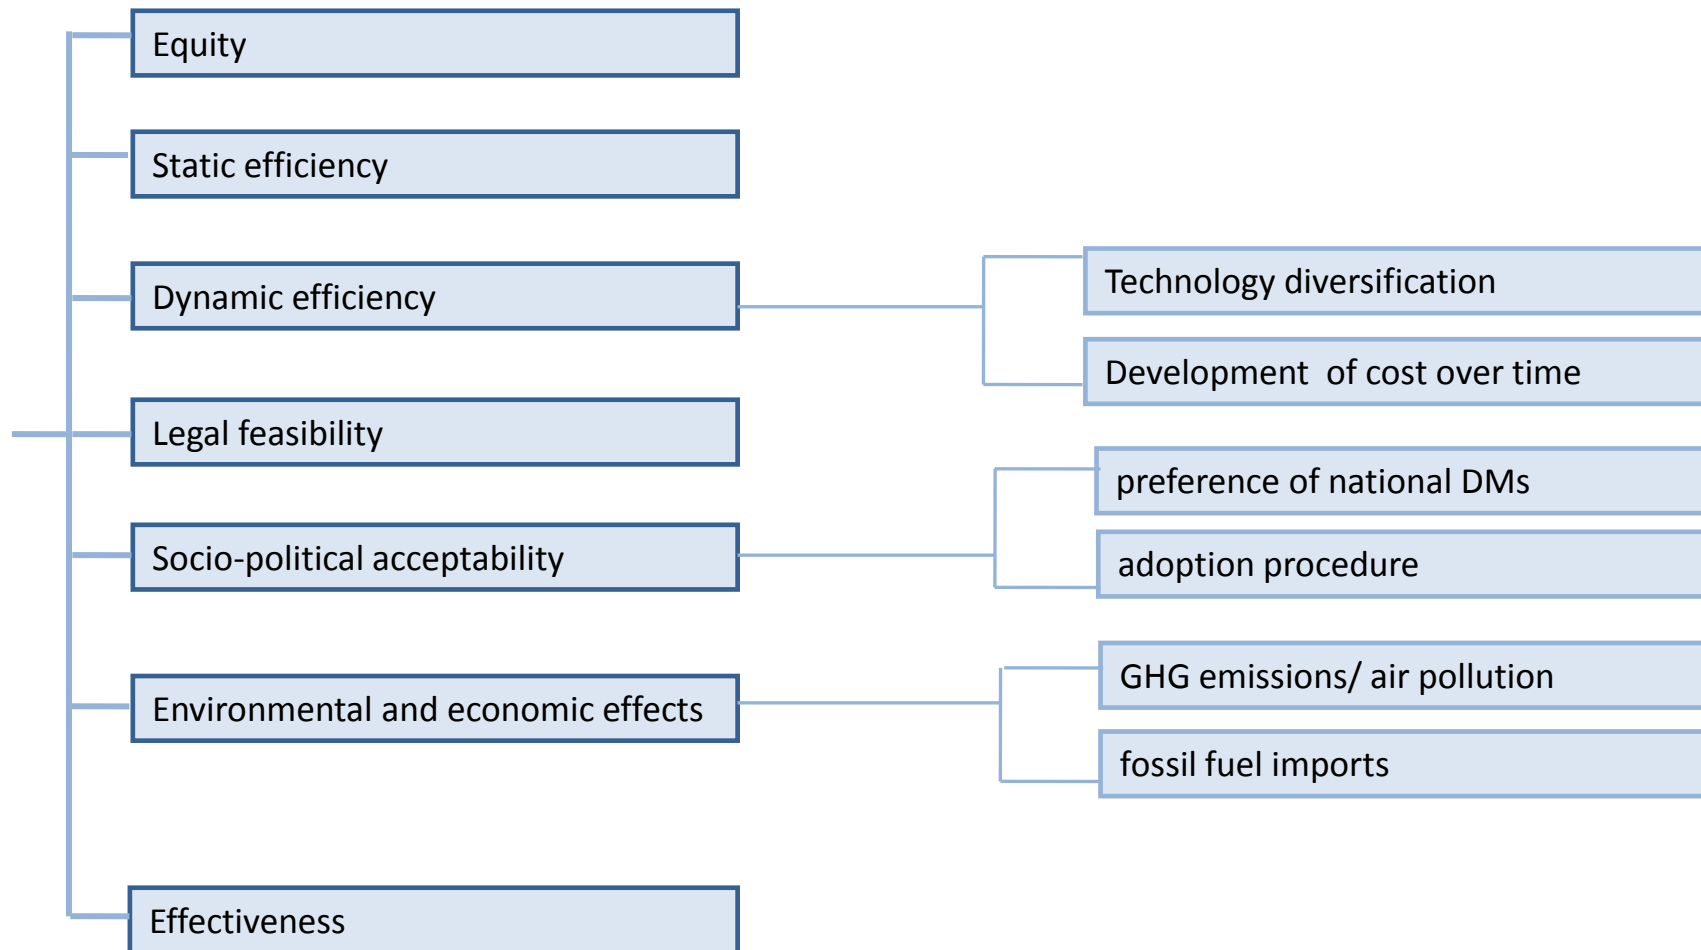 Equity
Static efficiency
Dynamic efficiency
Technology diversification
Development of cost over time
Legal feasibility
Socio-political acceptability
preference of national DMs
adoption procedure
Environmental and economic effects
GHG emissions/ air pollution
fossil fuel imports
Effectiveness